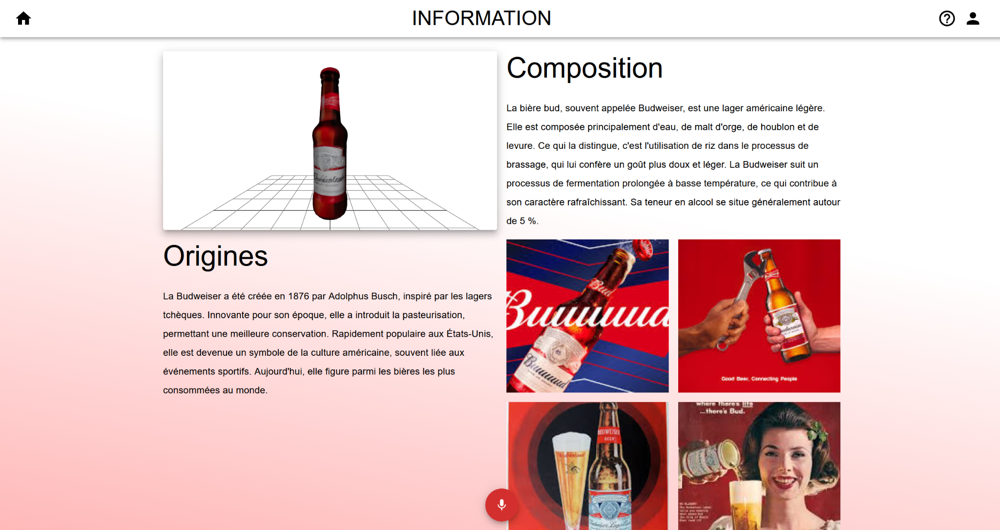 INFORMATION
Composition
La bière bud, souvent appelée Budweiser, est une lager américaine légère.
Elle est composée principalement d'eau, de malt d'orge, de houblon et de
levure. Ce qui la distingue, c'est l'utilisation de riz dans le processus de
brassage, qui lui confère un goût plus doux et léger. La Budweiser suit un
processus de fermentation prolongée à basse température, ce qui contribue à
son caractère rafraîchissant. Sa teneur en alcool se situe généralement autour
de 5 %.
Origines
La Budweiser a été créée en 1876 par Adolphus Busch, inspiré par les lagers
tchèques. Innovante pour son époque, elle a introduit la pasteurisation,
permettant une meilleure conservation. Rapidement populaire aux États-Unis,
elle est devenue un symbole de la culture américaine, souvent liée aux
événements sportifs. Aujourd'hui, elle figure parmi les bières les plus
consommées au monde.
Bud
Buuuuud
Buuuuud
Good Beer, Connecting People
BUDWEISER
BEER
Budweiser
where there's life
...there's Bud.